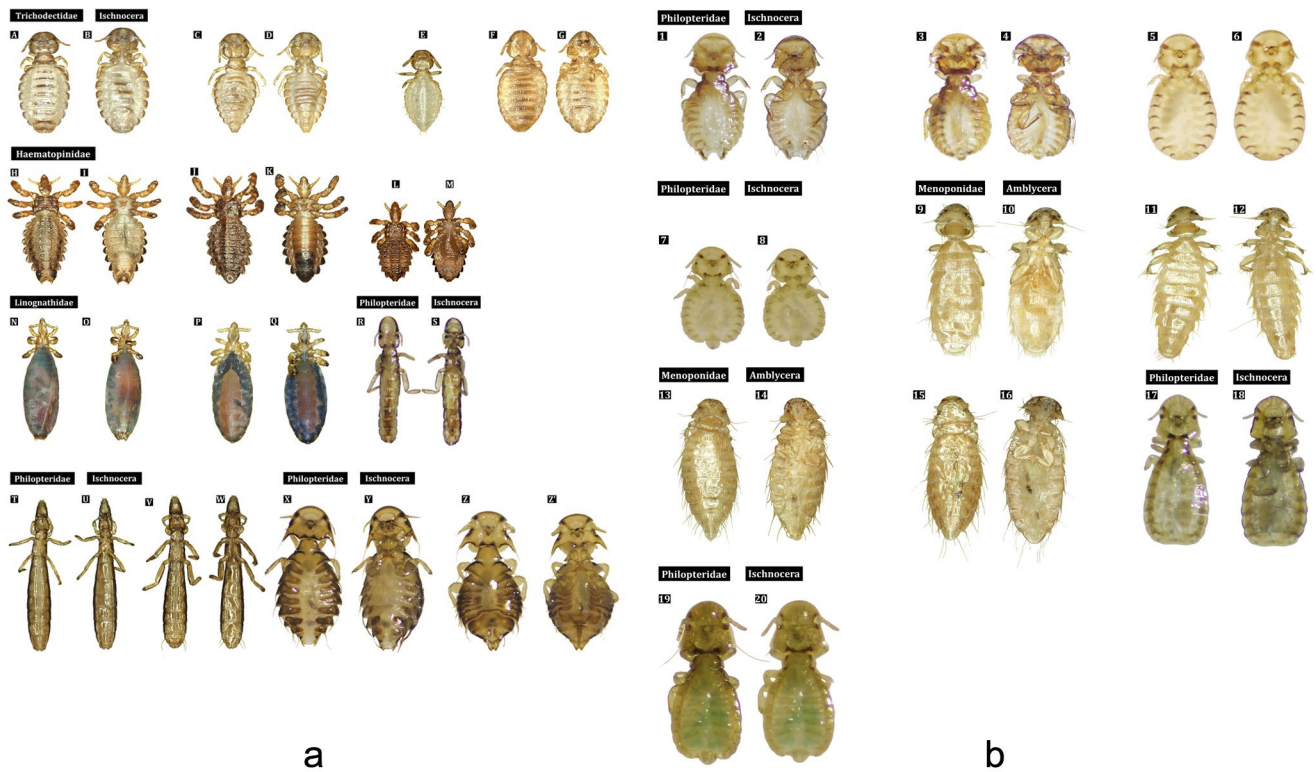 Trichodectidae Ischnocera
A B C D E F G
Haematopinidae
H I J K L M
Linognathidae Philopteridae Ischnocera
N O P Q R S
Philopteridae Ischnocera Philopteridae Ischnocera
T U V W X Y Z Z'
a
Philopteridae Ischnocera
1 2 3 4 5 6
Philopteridae Ischnocera Menoponidae Amblycera
7 8 9 10 11 12
Menoponidae Amblycera Philopteridae Ischnocera
13 14 15 16 17 18
Philopteridae Ischnocera
19 20
b